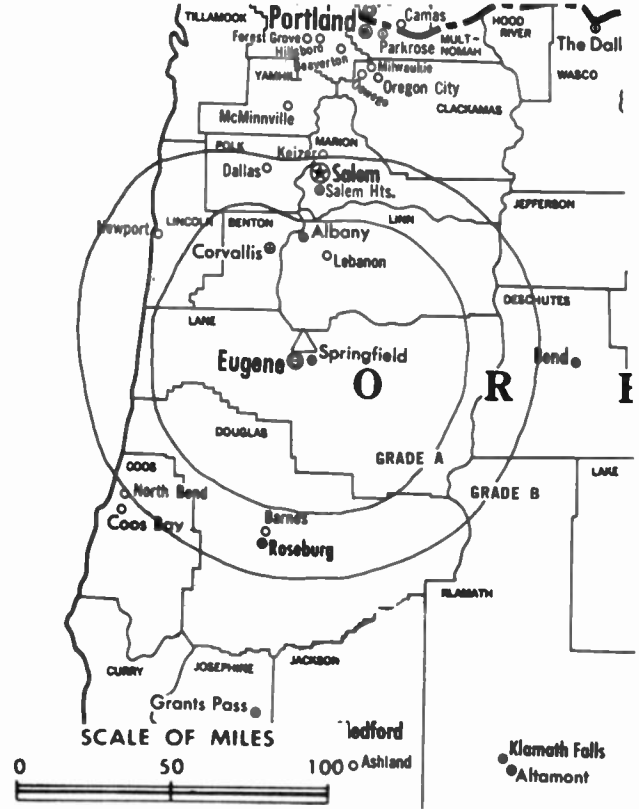 TILLAMOOK
Portland
Camas
HOOD RIVER
Forest Grove
Hillsboro
Parkrose
MULT-NOMAH
The Dall
Beaverton
Milwaukie
YAMHILL
WASCO
Oswego
Oregon City
CLACKAMAS
McMinnville
MARION
POLK
Keizer
Dallas
Salem
Salem Hts.
JEFFERSON
Newport
LINCOLN
BENTON
LINN
Albany
Corvallis
Lebanon
DESCHUTES
LANE
Eugene
Springfield
Bend
O R
DOUGLAS
GRADE A
COOS
LAKE
North Bend
GRADE B
Coos Bay
Barnes
Roseburg
KLAMATH
CURRY
JOSEPHINE
JACKSON
Grants Pass
SCALE OF MILES
Medford
Klamath Falls
0 50 100
Ashland
Altamont